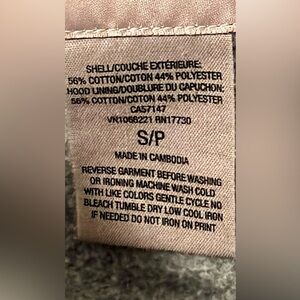 SHELL/COUCHE EXTÉRIEURE:
56% COTTON/COTON 44% POLYESTER
HOOD LINING/DOUBLURE DU CAPUCHON:
56% COTTON/COTON 44% POLYESTER
CA57147
VN1066221 RN17730
S/P
MADE IN CAMBODIA
REVERSE GARMENT BEFORE WASHING
OR IRONING MACHINE WASH COLD
WITH LIKE COLORS GENTLE CYCLE NO
BLEACH TUMBLE DRY LOW COOL IRON
IF NEEDED DO NOT IRON ON PRINT